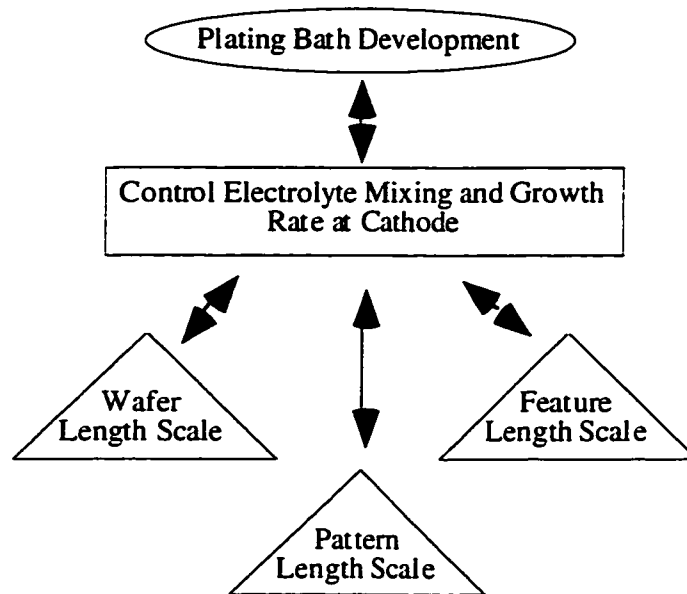 Plating Bath Development
Control Electrolyte Mixing and Growth
Rate at Cathode
Wafer
Length Scale
Feature
Length Scale
Pattern
Length Scale